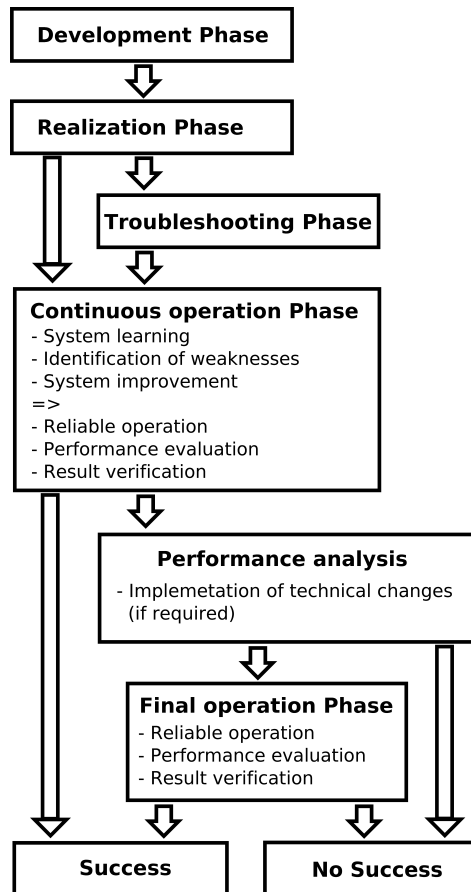 Development Phase
Realization Phase
Troubleshooting Phase
Continuous operation Phase
- System learning
- Identification of weaknesses
- System improvement
=>
- Reliable operation
- Performance evaluation
- Result verification
Performance analysis
- Implemetation of technical changes
(if required)
Final operation Phase
- Reliable operation
- Performance evaluation
- Result verification
Success
No Success